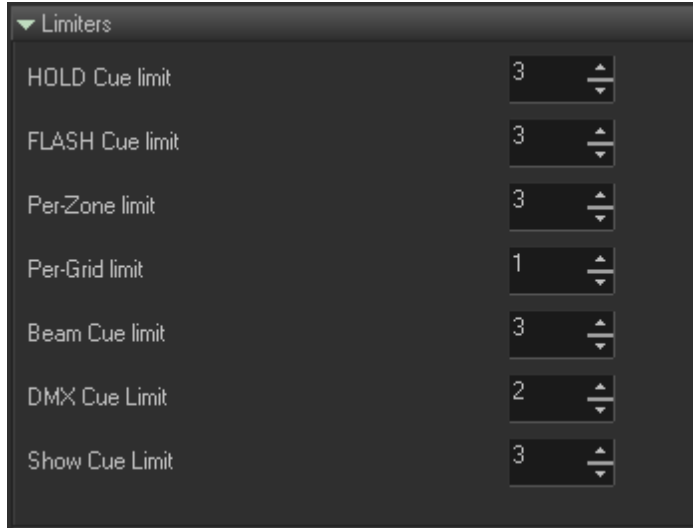 Limiters
HOLD Cue limit 3
FLASH Cue limit 3
Per-Zone limit 3
Per-Grid limit 1
Beam Cue limit 3
DMX Cue Limit 2
Show Cue Limit 3